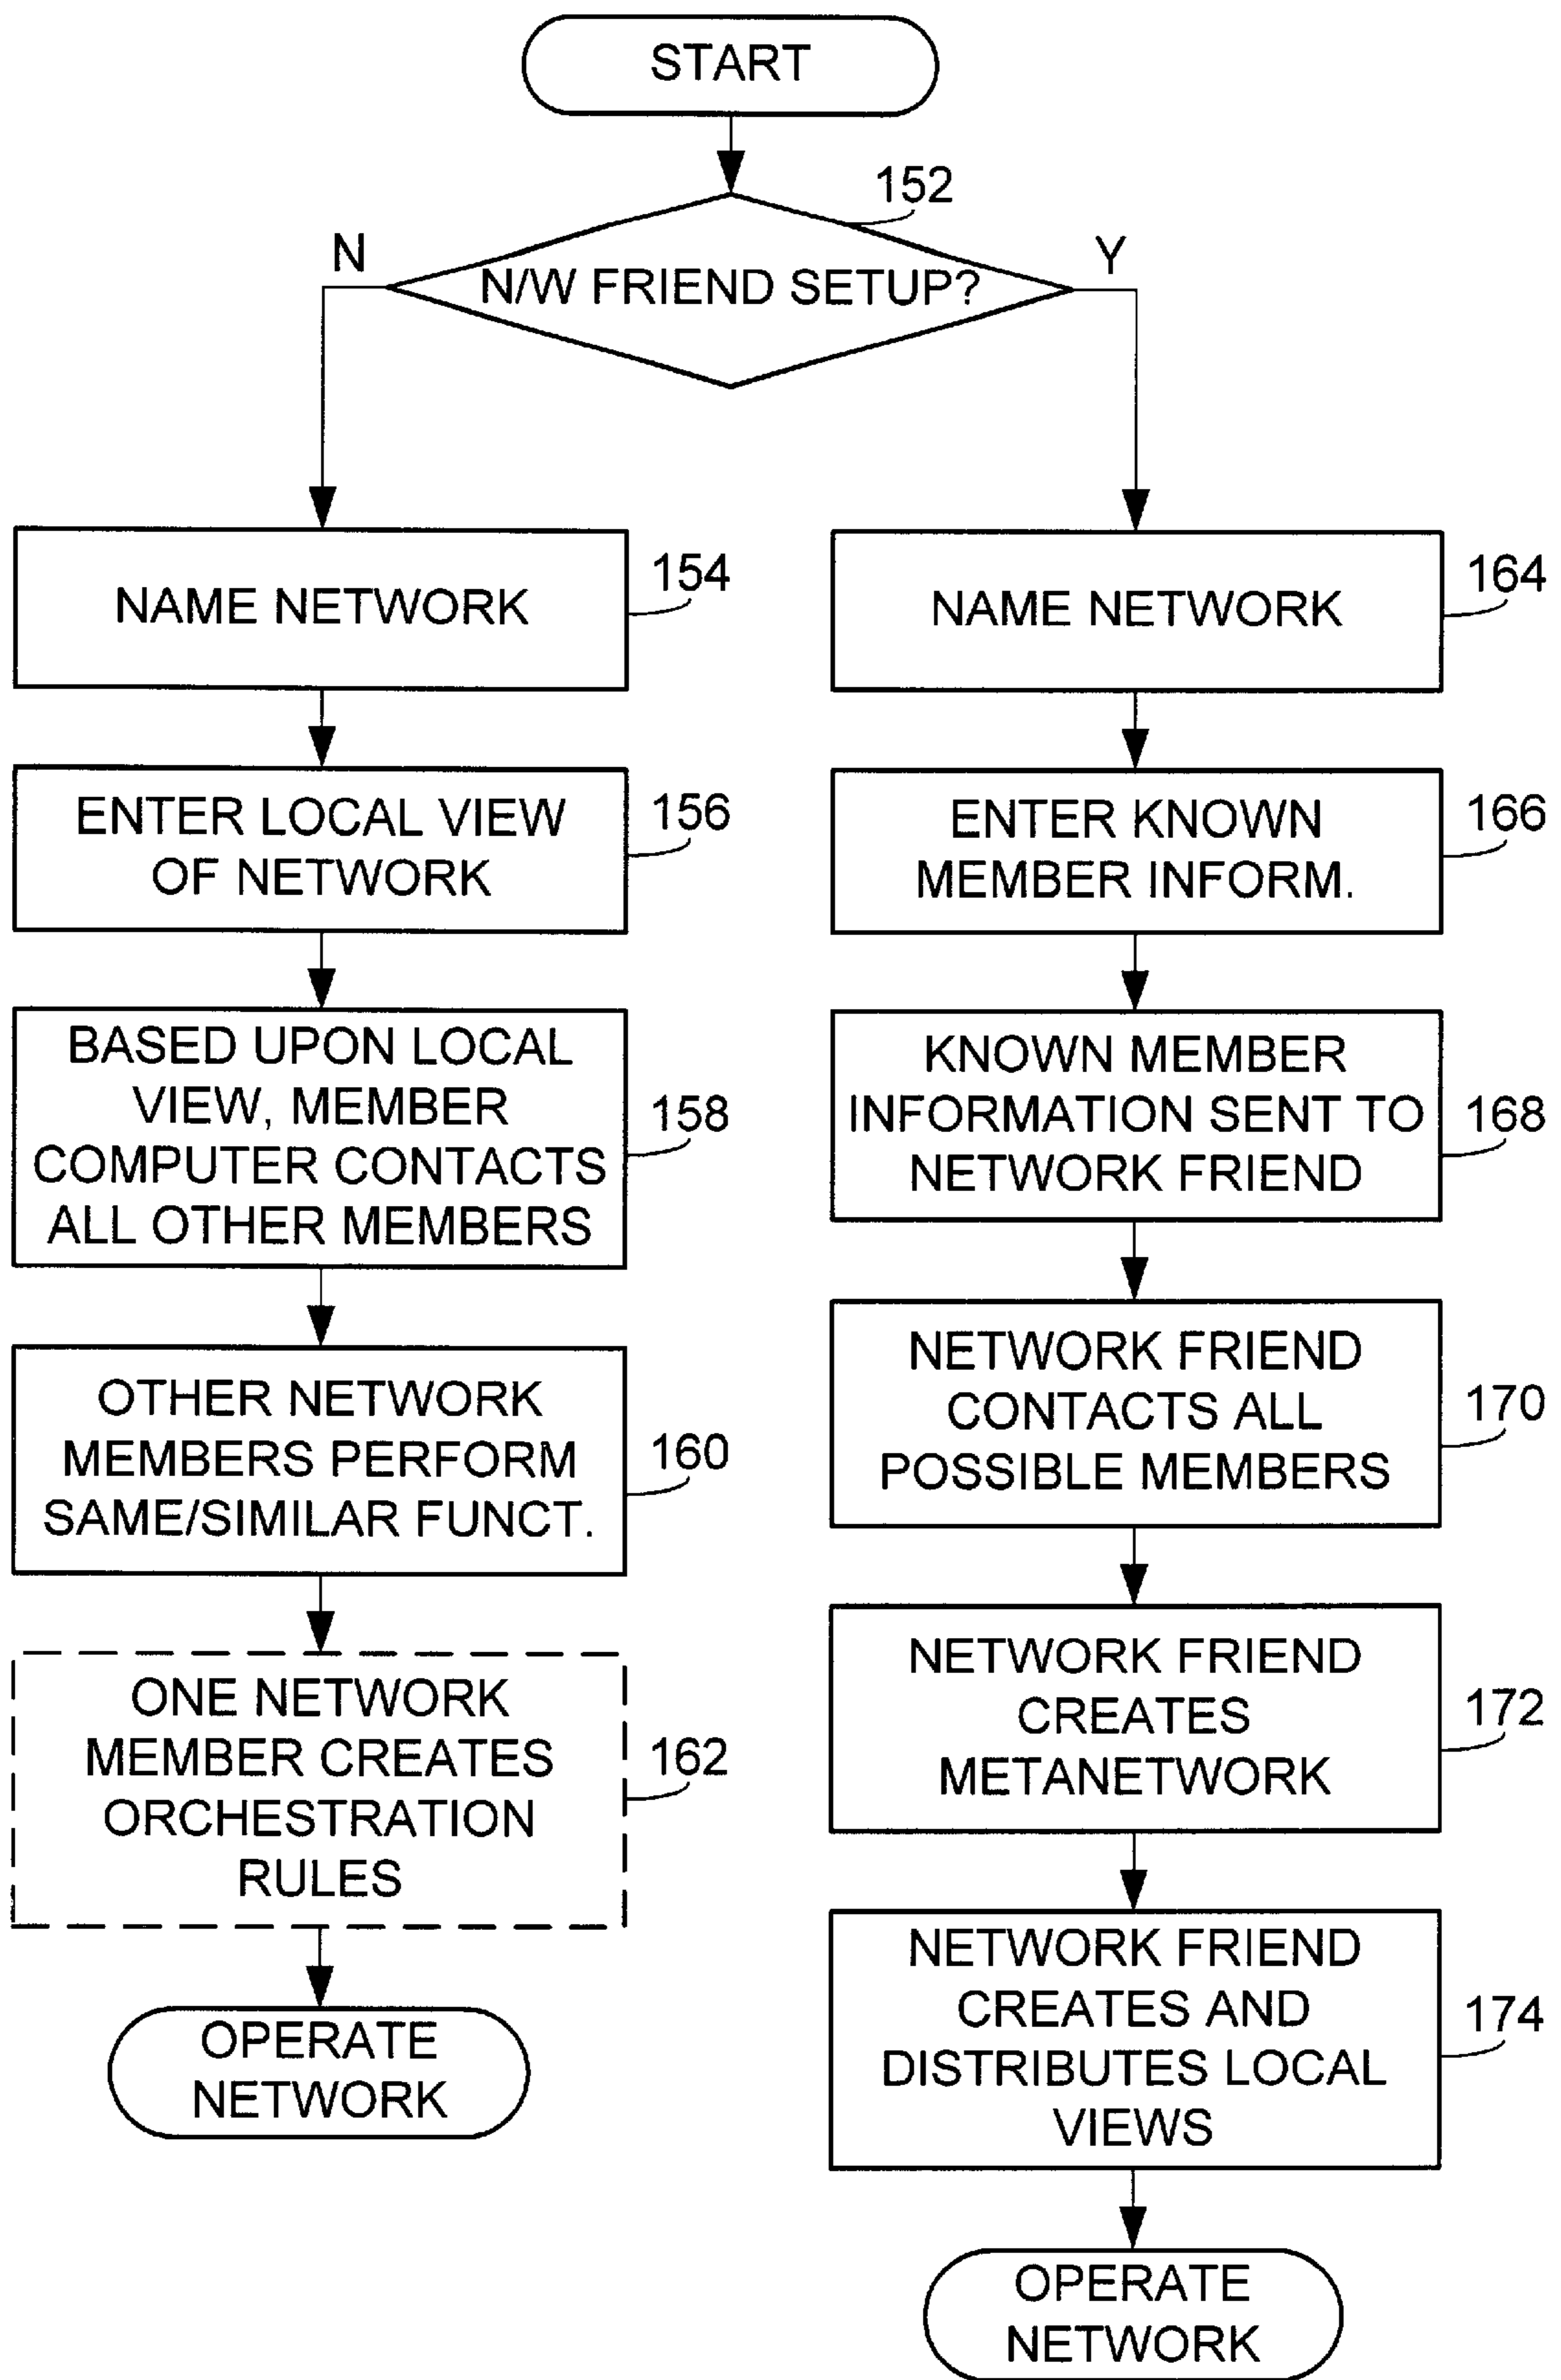 START
152
N
Y
N/W FRIEND SETUP?
NAME NETWORK
154
ENTER LOCAL VIEW
OF NETWORK
156
BASED UPON LOCAL
VIEW, MEMBER
COMPUTER CONTACTS
ALL OTHER MEMBERS
158
OTHER NETWORK
MEMBERS PERFORM
SAME/SIMILAR FUNCT.
160
ONE NETWORK
MEMBER CREATES
ORCHESTRATION
RULES
162
OPERATE
NETWORK
NAME NETWORK
164
ENTER KNOWN
MEMBER INFORM.
166
KNOWN MEMBER
INFORMATION SENT TO
NETWORK FRIEND
168
NETWORK FRIEND
CONTACTS ALL
POSSIBLE MEMBERS
170
NETWORK FRIEND
CREATES
METANETWORK
172
NETWORK FRIEND
CREATES AND
DISTRIBUTES LOCAL
VIEWS
174
OPERATE
NETWORK